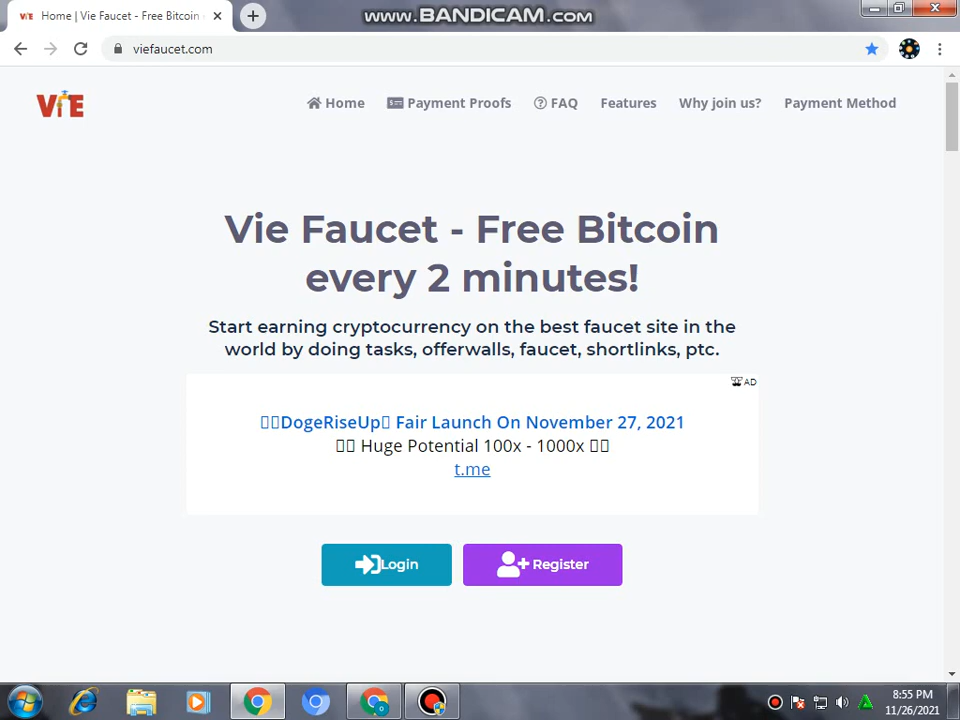 www.BANDICAM.com
Home | Vie Faucet - Free Bitcoin
viefaucet.com
ViE
Home
Payment Proofs
FAQ
Features
Why join us?
Payment Method
Vie Faucet - Free Bitcoin
every 2 minutes!
Start earning cryptocurrency on the best faucet site in the
world by doing tasks, offerwalls, faucet, shortlinks, ptc.
AD
DogeRiseUp Fair Launch On November 27, 2021
Huge Potential 100x - 1000x
t.me
Login
Register
8:55 PM
11/26/2021